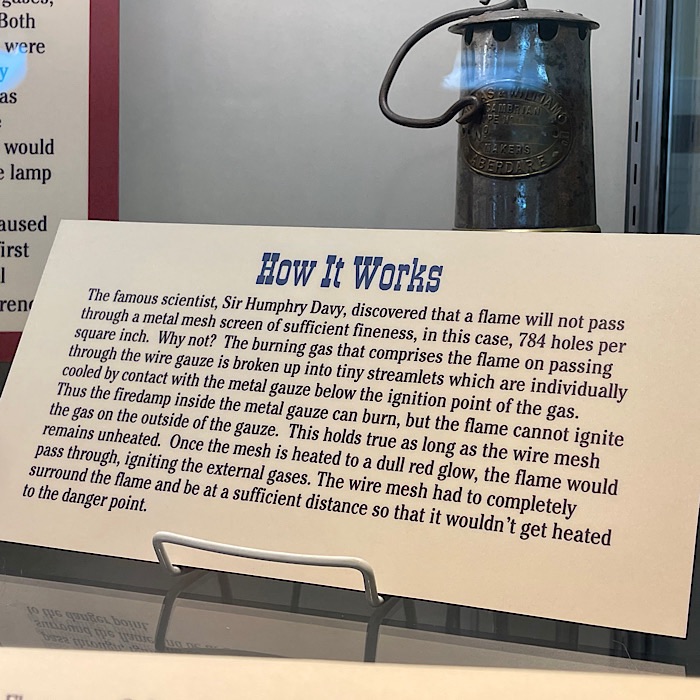 Both
were
as
would
lamp
first
WILLIAMS
CAMBRIAN
MAKERS
ABERDARE
How It Works
The famous scientist, Sir Humphry Davy, discovered that a flame will not pass
through a metal mesh screen of sufficient fineness, in this case, 784 holes per
square inch. Why not? The burning gas that comprises the flame on passing
through the wire gauze is broken up into tiny streamlets which are individually
cooled by contact with the metal gauze below the ignition point of the gas.
Thus the firedamp inside the metal gauze can burn, but the flame cannot ignite
the gas on the outside of the gauze. This holds true as long as the wire mesh
remains unheated. Once the mesh is heated to a dull red glow, the flame would
pass through, igniting the external gases. The wire mesh had to completely
surround the flame and be at a sufficient distance so that it wouldn't get heated
to the danger point.